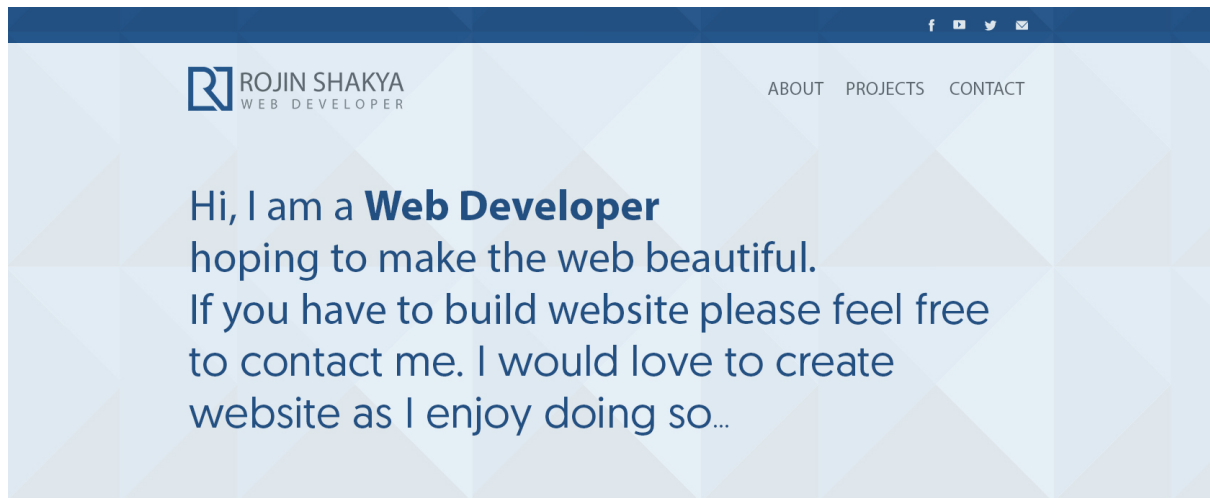 ROJIN SHAKYA
WEB DEVELOPER
ABOUT PROJECTS CONTACT
Hi, I am a Web Developer
hoping to make the web beautiful.
If you have to build website please feel free
to contact me. I would love to create
website as I enjoy doing so...